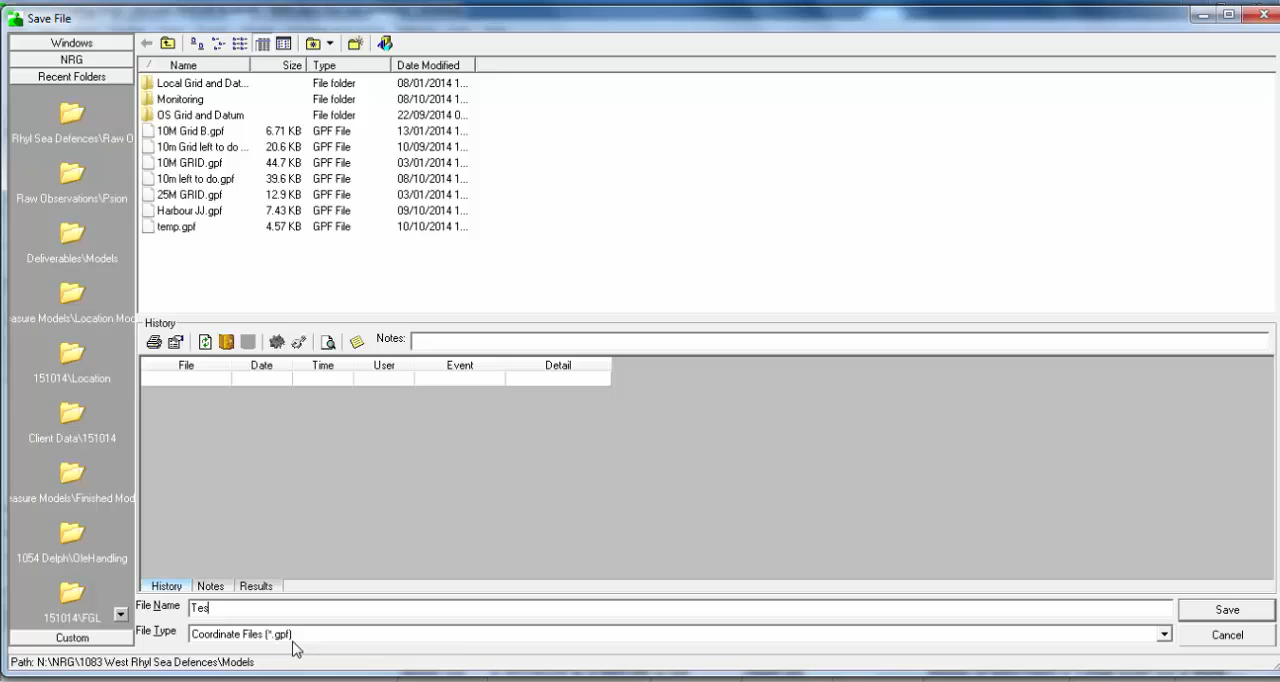 Save File
Windows
NRG
Recent Folders
Rhyl Sea Defences\Raw O
Raw Observations\Psion
Deliverables\Models
asure Models\Location Mod
151014\Location
Client Data\151014
easure Models\Finished Mod
1054 Delph\OleHandling
151014\FGL
Custom
Name Size Type Date Modified
Local Grid and Dat... File folder 08/01/2014 1...
Monitoring File folder 08/10/2014 1...
OS Grid and Datum File folder 22/09/2014 0...
10M Grid B.gpf 6.71 KB GPF File 13/01/2014 1...
10m Grid left to do ... 20.6 KB GPF File 10/09/2014 1...
10M GRID.gpf 44.7 KB GPF File 03/01/2014 1...
10m left to do.gpf 39.6 KB GPF File 08/10/2014 1...
25M GRID.gpf 12.9 KB GPF File 03/01/2014 1...
Harbour JJ.gpf 7.43 KB GPF File 09/10/2014 1...
temp.gpf 4.57 KB GPF File 10/10/2014 1...
History
Notes:
File Date Time User Event Detail
History Notes Results
File Name Tes Save
File Type Coordinate Files (*.gpf) Cancel
Path: N:\NRG\1083 West Rhyl Sea Defences\Models